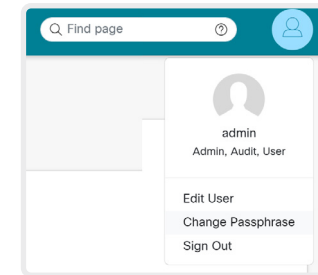 Find page
admin
Admin, Audit, User
Edit User
Change Passphrase
Sign Out